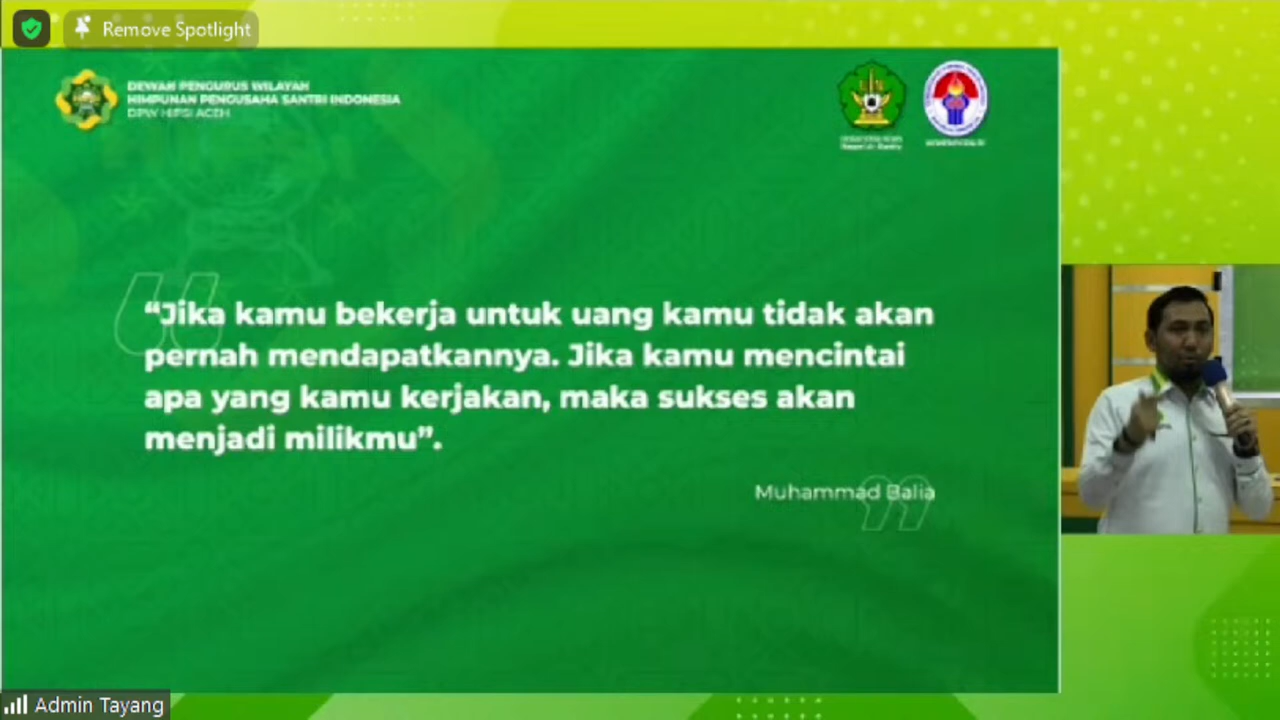 Remove Spotlight
DEWAN PENGURUS WILAYAH
HIMPUNAN PENGUSAHA SANTRI INDONESIA
DPW HIPSI ACEH
“Jika kamu bekerja untuk uang kamu tidak akan
pernah mendapatkannya. Jika kamu mencintai
apa yang kamu kerjakan, maka sukses akan
menjadi milikmu”.
Muhammad Balia
Admin Tayang